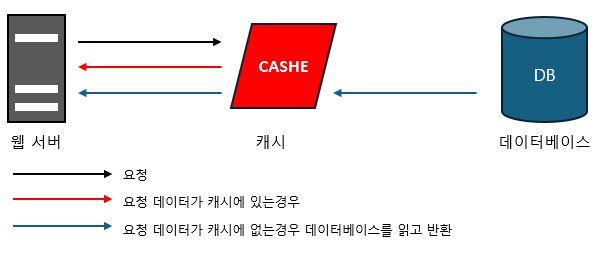 CASHE
DB
웹 서버
캐시
데이터베이스
요청
요청 데이터가 캐시에 있는경우
요청 데이터가 캐시에 없는경우 데이터베이스를 읽고 반환